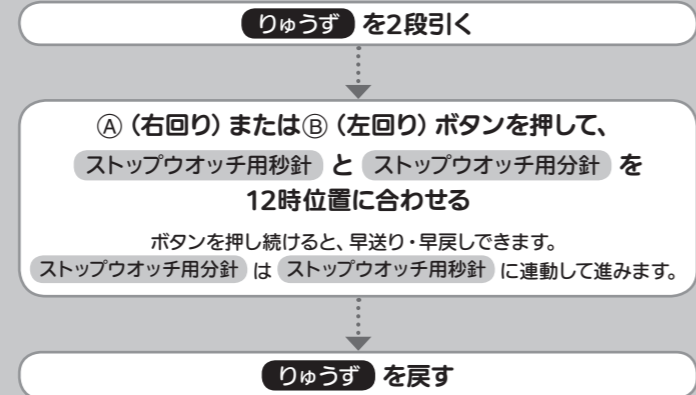 りゅうず を2段引く
Ⓐ（右回り）またはⒷ（左回り）ボタンを押して、
ストップウオッチ用秒針 と ストップウオッチ用分針 を
12時位置に合わせる
ボタンを押し続けると、早送り・早戻しできます。
ストップウオッチ用分針 は ストップウオッチ用秒針 に連動して進みます。
りゅうず を戻す